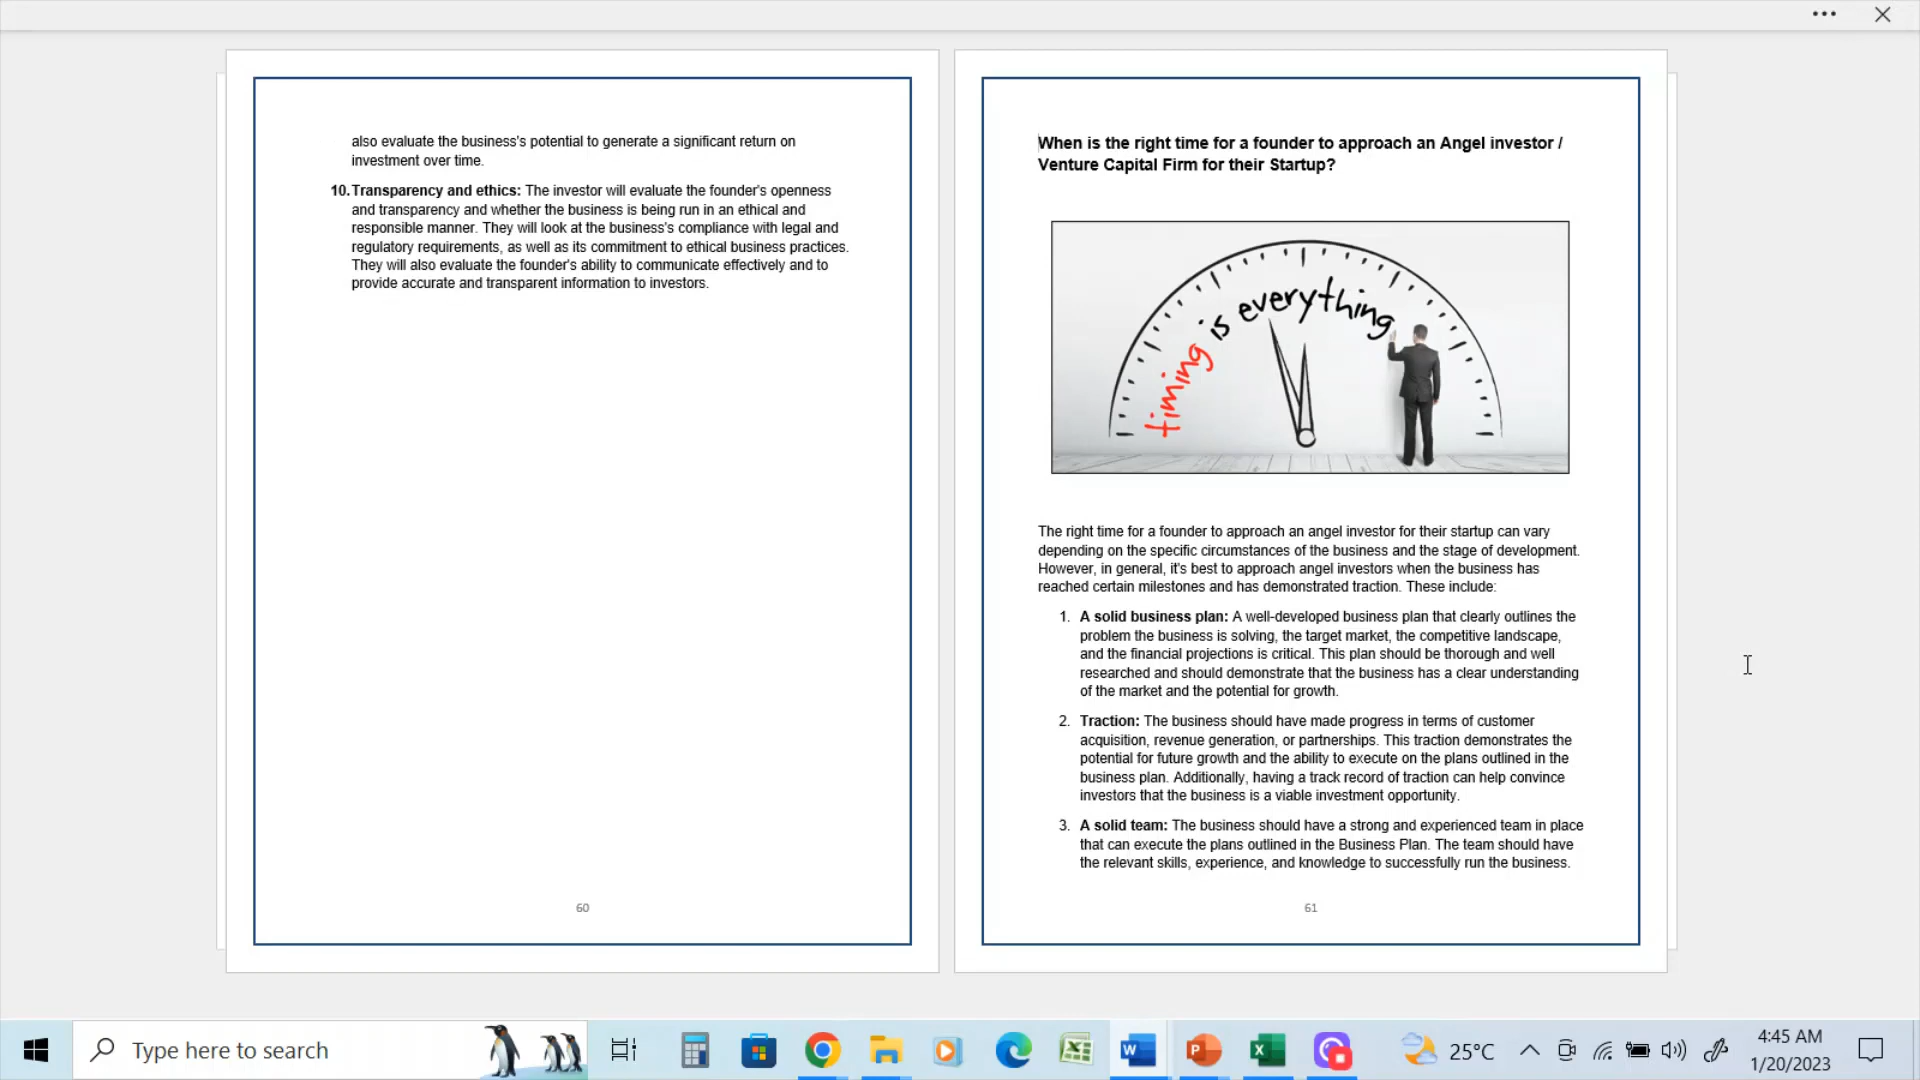 also evaluate the business's potential to generate a significant return on
investment over time.
10. Transparency and ethics: The investor will evaluate the founder's openness
and transparency and whether the business is being run in an ethical and
responsible manner. They will look at the business's compliance with legal and
regulatory requirements, as well as its commitment to ethical business practices.
They will also evaluate the founder's ability to communicate effectively and to
provide accurate and transparent information to investors.
60
When is the right time for a founder to approach an Angel investor /
Venture Capital Firm for their Startup?
timing is everything
The right time for a founder to approach an angel investor for their startup can vary
depending on the specific circumstances of the business and the stage of development.
However, in general, it's best to approach angel investors when the business has
reached certain milestones and has demonstrated traction. These include:
1. A solid business plan: A well-developed business plan that clearly outlines the
problem the business is solving, the target market, the competitive landscape,
and the financial projections is critical. This plan should be thorough and well
researched and should demonstrate that the business has a clear understanding
of the market and the potential for growth.
2. Traction: The business should have made progress in terms of customer
acquisition, revenue generation, or partnerships. This traction demonstrates the
potential for future growth and the ability to execute on the plans outlined in the
business plan. Additionally, having a track record of traction can help convince
investors that the business is a viable investment opportunity.
3. A solid team: The business should have a strong and experienced team in place
that can execute the plans outlined in the Business Plan. The team should have
the relevant skills, experience, and knowledge to successfully run the business.
61
Type here to search
25°C
4:45 AM
1/20/2023